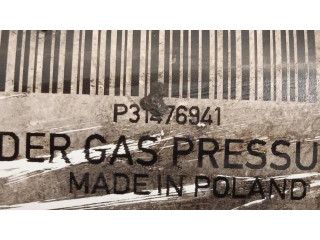 P31476941
DER GAS PRESSU
MADE IN POLAND